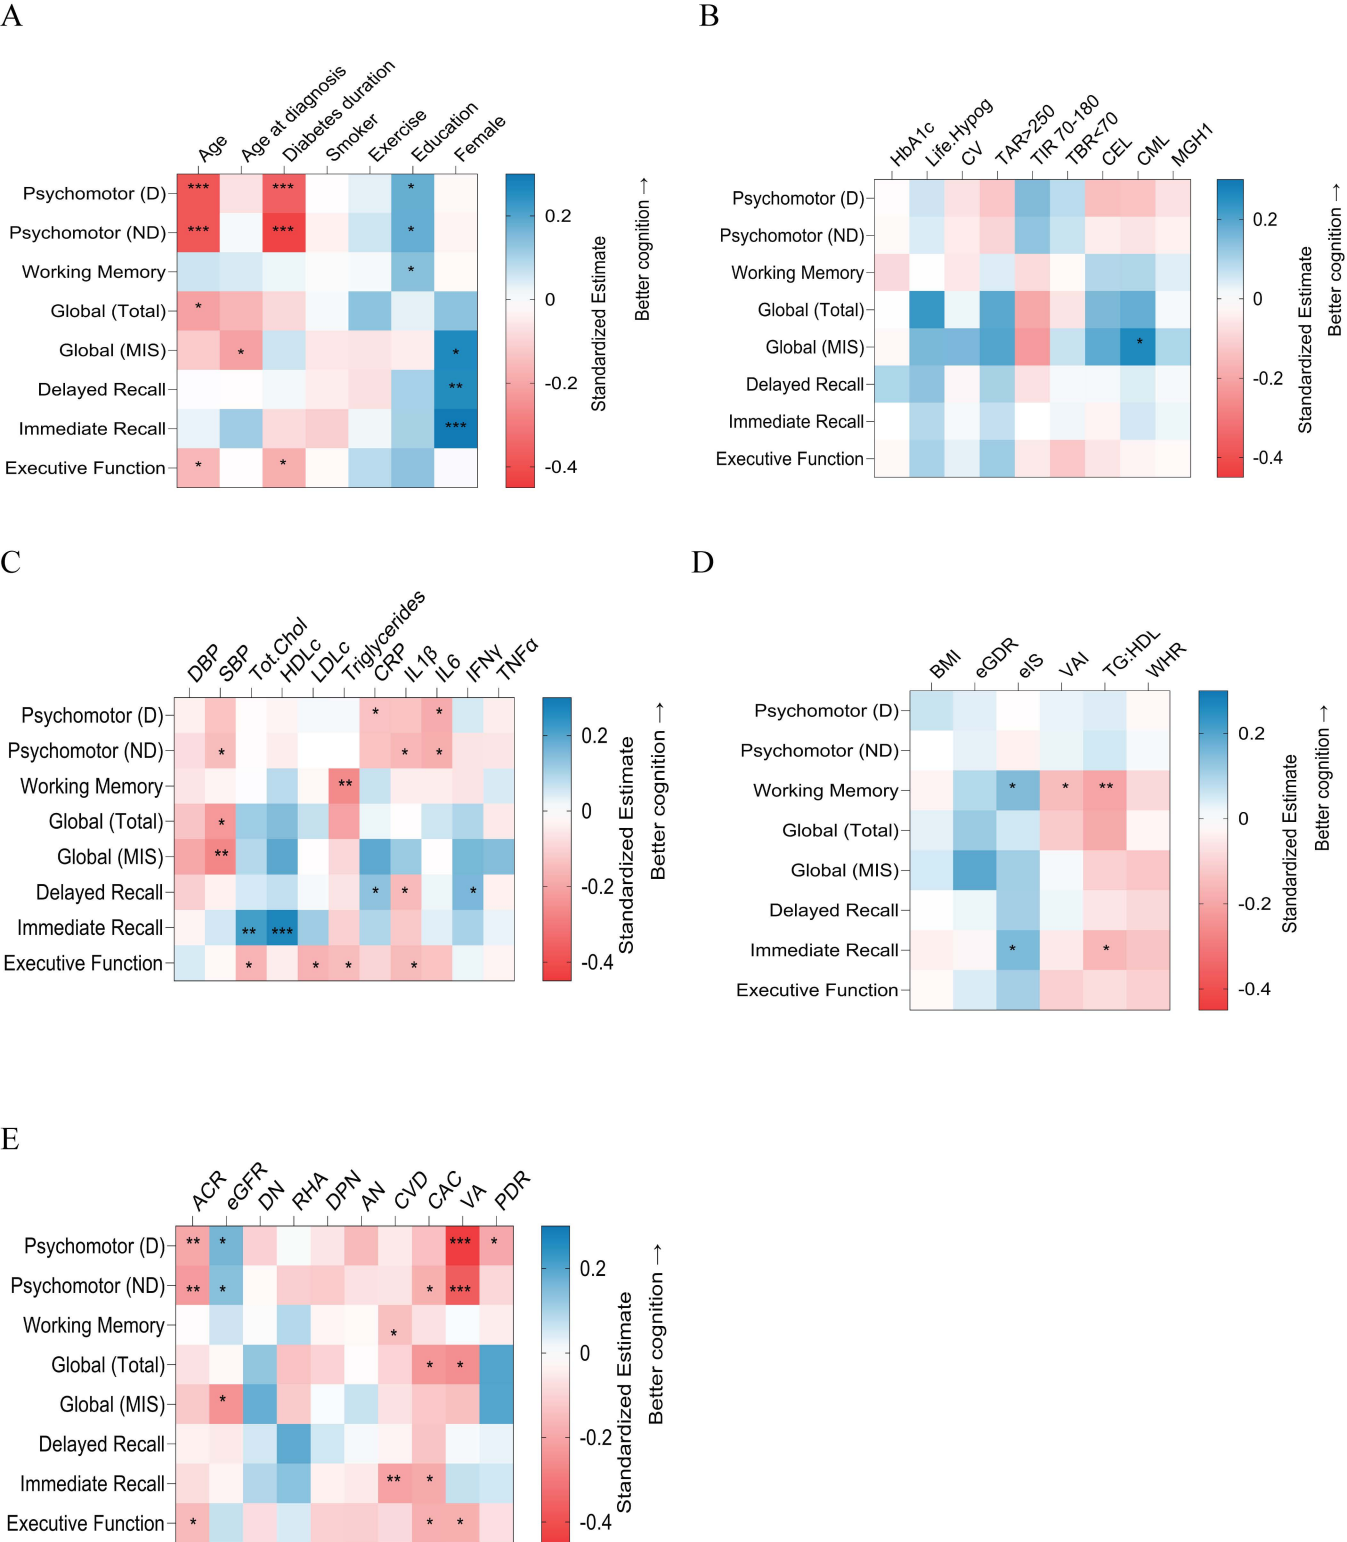 A
Age
Age at diagnosis
Diabetes duration
Smoker
Exercise
Education
Female
Psychomotor (D) *** *** *
Psychomotor (ND) *** *** *
Working Memory *
Global (Total) *
Global (MIS) * *
Delayed Recall **
Immediate Recall ***
Executive Function * *
0.2
0
-0.2
-0.4
Standardized Estimate
Better cognition →
B
HbA1c
Life.Hypog
CV
TAR>250
TIR 70-180
TBR<70
CEL
CML
MGH1
Psychomotor (D)
Psychomotor (ND)
Working Memory
Global (Total)
Global (MIS) *
Delayed Recall
Immediate Recall
Executive Function
0.2
0
-0.2
-0.4
Standardized Estimate
Better cognition →
C
DBP
SBP
Tot.Chol
HDLc
LDLc
Triglycerides
CRP
IL1β
IL6
IFNγ
TNFα
Psychomotor (D) * *
Psychomotor (ND) * * *
Working Memory **
Global (Total) *
Global (MIS) **
Delayed Recall * * *
Immediate Recall ** ***
Executive Function * * * *
0.2
0
-0.2
-0.4
Standardized Estimate
Better cognition →
D
BMI
eGDR
eIS
VAI
TG:HDL
WHR
Psychomotor (D)
Psychomotor (ND)
Working Memory * * **
Global (Total)
Global (MIS)
Delayed Recall
Immediate Recall * *
Executive Function
0.2
0
-0.2
-0.4
Standardized Estimate
Better cognition →
E
ACR
eGFR
DN
RHA
DPN
AN
CVD
CAC
VA
PDR
Psychomotor (D) ** * *** *
Psychomotor (ND) ** * * ***
Working Memory *
Global (Total) * *
Global (MIS) *
Delayed Recall
Immediate Recall ** *
Executive Function * * *
0.2
0
-0.2
-0.4
Standardized Estimate
Better cognition →